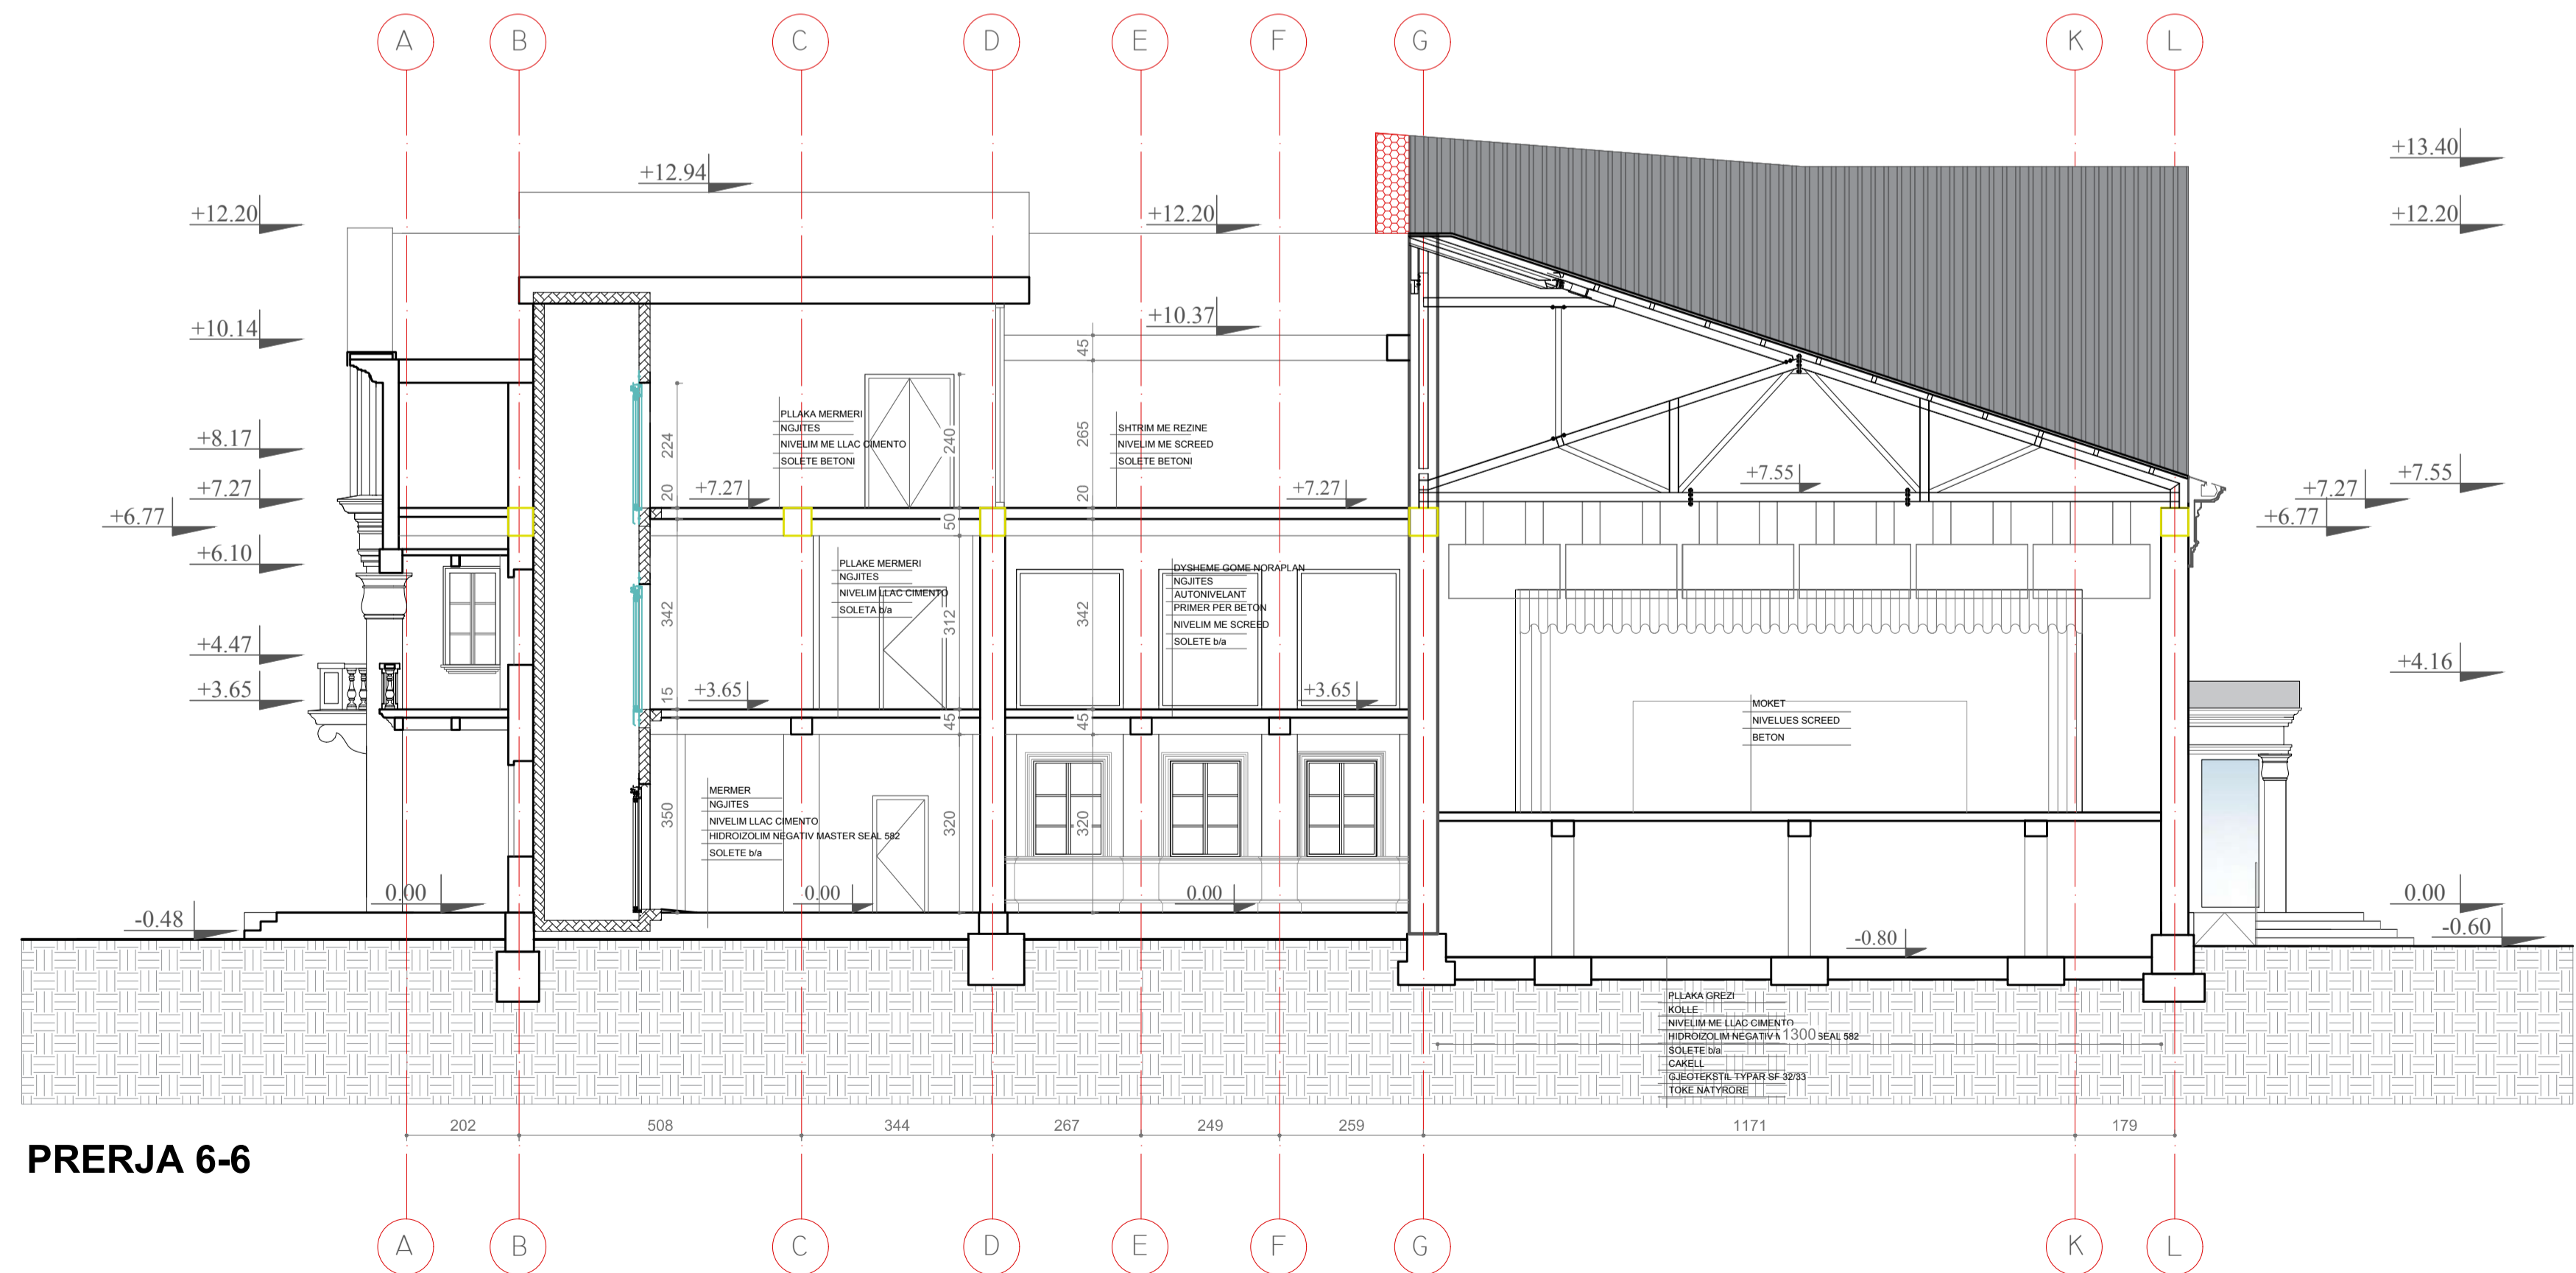 A B C D E F G K L
+13.40
+12.94
+12.20 +12.20 +12.20
+10.14 +10.37
45
PLLAKA MERMERI
NGJITES
NIVELIM ME LLAC CIMENTO
SOLETE BETONI
SHTRIM ME REZINE
NIVELIM ME SCREED
SOLETE BETONI
224 240 265
+8.17
+7.27 +7.27 +7.27 +7.55 +7.27 +7.55
20 20
+6.77 50 +6.77
+6.10
PLLAKE MERMERI
NGJITES
NIVELIM LLAC CIMENTO
SOLETA b/a
DYSHEME GOME NORAPLAN
NGJITES
AUTONIVELANT
PRIMER PER BETON
NIVELIM ME SCREED
SOLETE b/a
342 312 342
+4.47 +4.16
+3.65 +3.65 +3.65
15
45 45
MOKET
NIVELUES SCREED
BETON
MERMER
NGJITES
NIVELIM LLAC CIMENTO
HIDROIZOLIM NEGATIV MASTER SEAL 582
SOLETE b/a
350 320 320
0.00 0.00 0.00 0.00
-0.48 -0.80 -0.60
PLLAKA GREZI
KOLLE
NIVELIM ME LLAC CIMENTO
HIDROIZOLIM NEGATIV 1300 SEAL 582
SOLETE b/a
CAKELL
GJEOTEKSTIL TYPAR SF 32/33
TOKE NATYRORE
202 508 344 267 249 259 1171 179
PRERJA 6-6
A B C D E F G K L